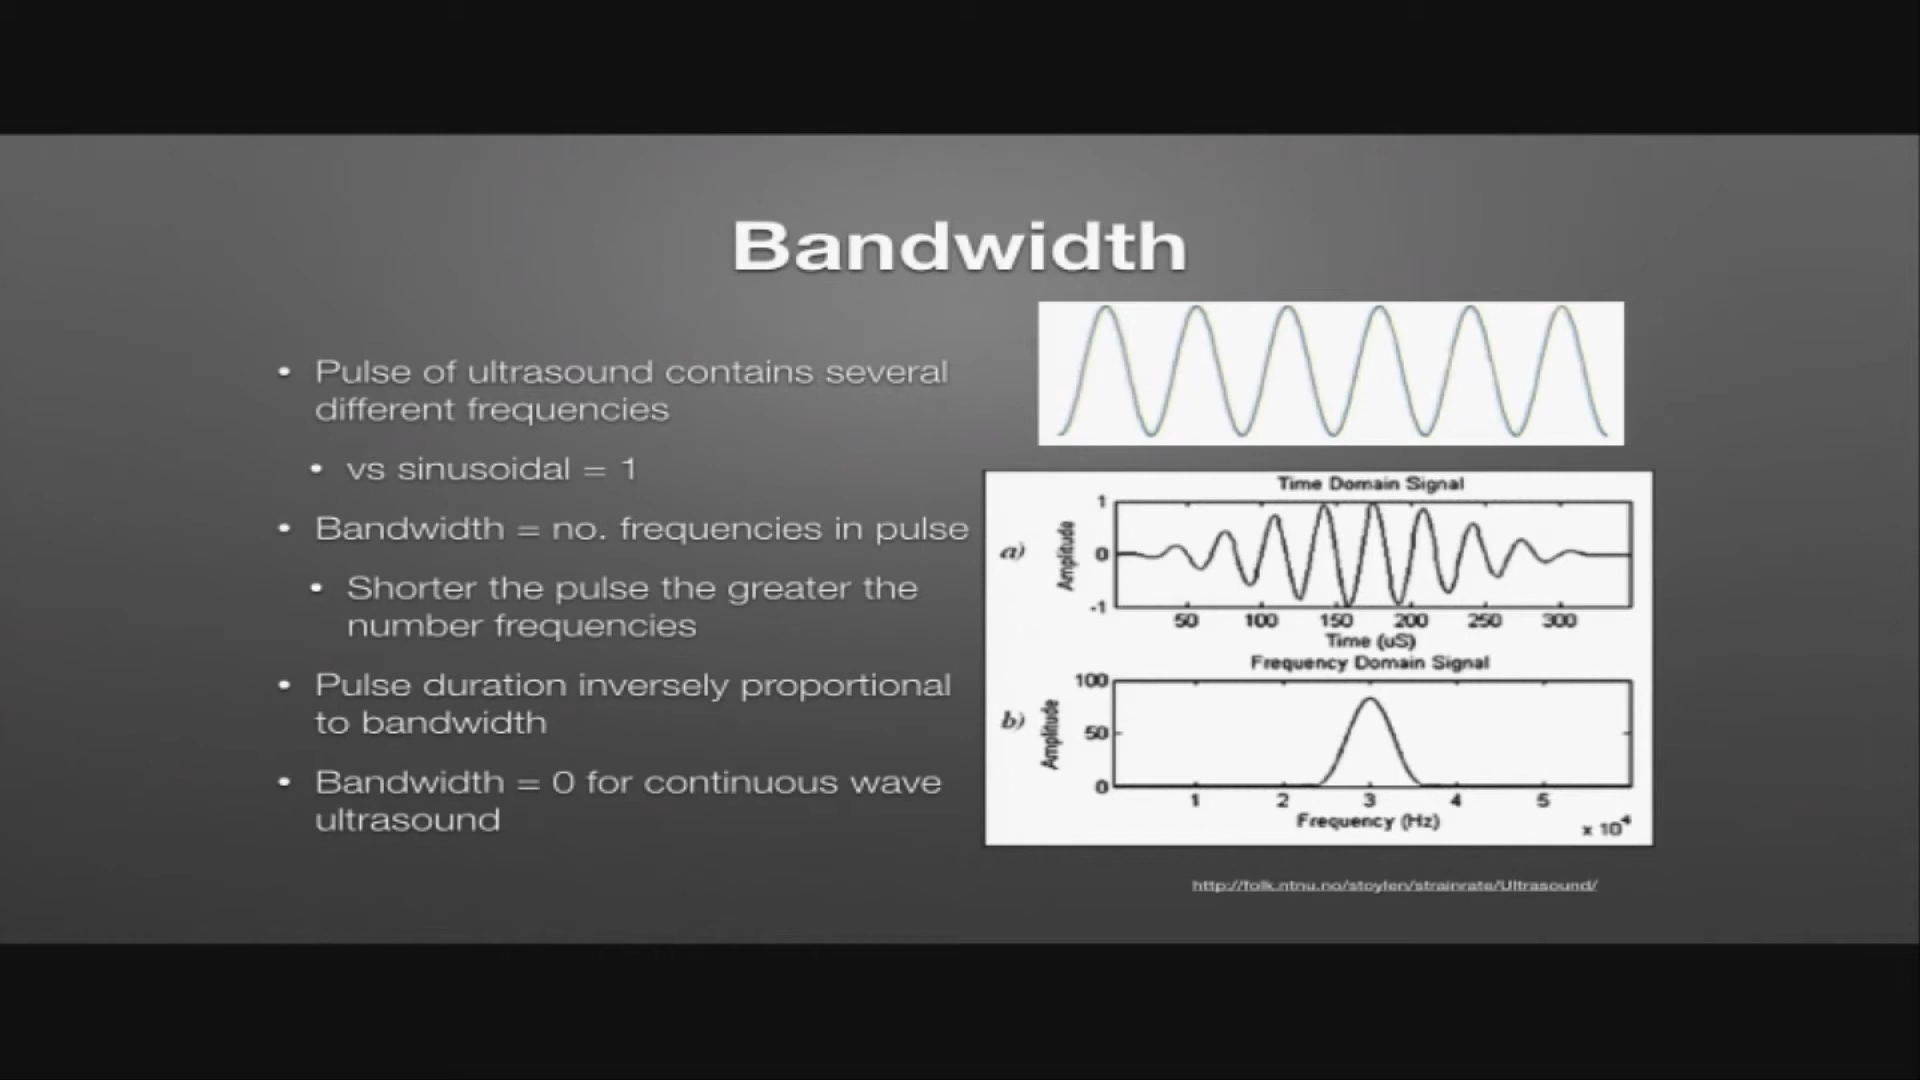 Bandwidth
• Pulse of ultrasound contains several
different frequencies
• vs sinusoidal = 1
• Bandwidth = no. frequencies in pulse
• Shorter the pulse the greater the
number frequencies
• Pulse duration inversely proportional
to bandwidth
• Bandwidth = 0 for continuous wave
ultrasound
Time Domain Signal
a)
Amplitude
1
0
-1
50 100 150 200 250 300
Time (uS)
Frequency Domain Signal
b)
Amplitude
100
50
0
1 2 3 4 5
Frequency (Hz)
x 10⁴
http://folk.ntnu.no/stoylen/strainrate/Ultrasound/